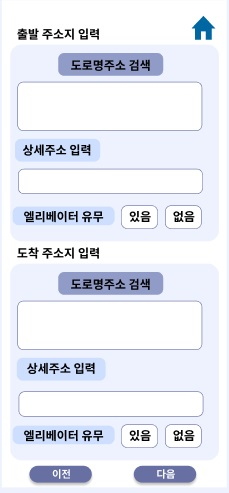 출발 주소지 입력
도로명주소 검색
상세주소 입력
엘리베이터 유무 있음 없음
도착 주소지 입력
도로명주소 검색
상세주소 입력
엘리베이터 유무 있음 없음
이전 다음